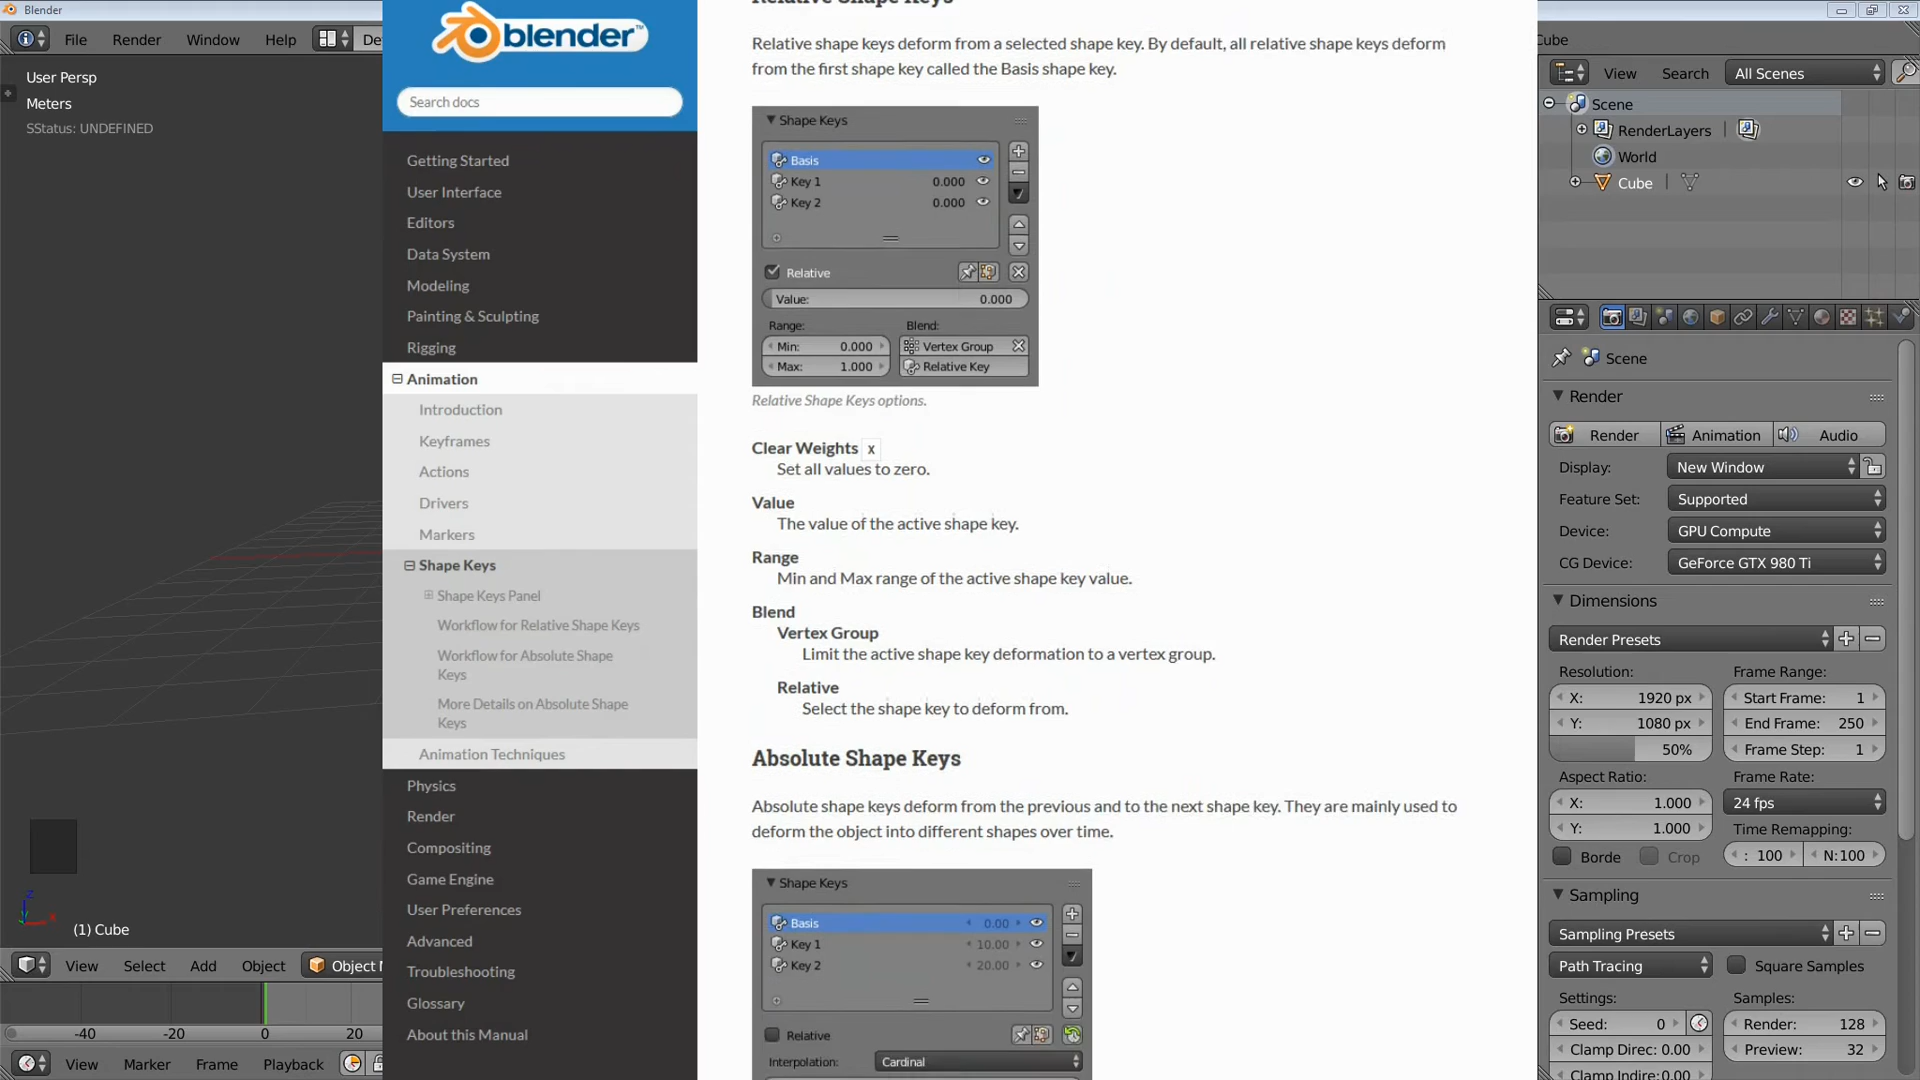 Blender
File Render Window Help De
User Persp
Meters
SStatus: UNDEFINED
(1) Cube
View Select Add Object Object M
-40 -20 0 20
View Marker Frame Playback
blender™
Search docs
Getting Started
User Interface
Editors
Data System
Modeling
Painting & Sculpting
Rigging
Animation
Introduction
Keyframes
Actions
Drivers
Markers
Shape Keys
Shape Keys Panel
Workflow for Relative Shape Keys
Workflow for Absolute Shape
Keys
More Details on Absolute Shape
Keys
Animation Techniques
Physics
Render
Compositing
Game Engine
User Preferences
Advanced
Troubleshooting
Glossary
About this Manual
Relative Shape Keys
Relative shape keys deform from a selected shape key. By default, all relative shape keys deform
from the first shape key called the Basis shape key.
Shape Keys
Basis
Key 1 0.000
Key 2 0.000
Relative
Value: 0.000
Range: Blend:
Min: 0.000 Vertex Group
Max: 1.000 Relative Key
Relative Shape Keys options.
Clear Weights x
Set all values to zero.
Value
The value of the active shape key.
Range
Min and Max range of the active shape key value.
Blend
Vertex Group
Limit the active shape key deformation to a vertex group.
Relative
Select the shape key to deform from.
Absolute Shape Keys
Absolute shape keys deform from the previous and to the next shape key. They are mainly used to
deform the object into different shapes over time.
Shape Keys
Basis 0.00
Key 1 10.00
Key 2 20.00
Relative
Interpolation: Cardinal
Cube
View Search All Scenes
Scene
RenderLayers
World
Cube
Scene
Render
Render Animation Audio
Display: New Window
Feature Set: Supported
Device: GPU Compute
CG Device: GeForce GTX 980 Ti
Dimensions
Render Presets
Resolution: Frame Range:
X: 1920 px Start Frame: 1
Y: 1080 px End Frame: 250
50% Frame Step: 1
Aspect Ratio: Frame Rate:
X: 1.000 24 fps
Y: 1.000 Time Remapping:
Borde Crop : 100 N:100
Sampling
Sampling Presets
Path Tracing Square Samples
Settings: Samples:
Seed: 0 Render: 128
Clamp Direc: 0.00 Preview: 32
Clamp Indire:0.00